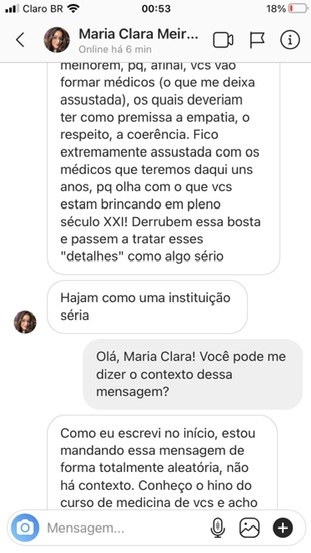 Claro BR
00:53
18%
Maria Clara Meir...
Online há 6 min
melhorem, pq, afinal, vcs vão
formar médicos (o que me deixa
assustada), os quais deveriam
ter como premissa a empatia, o
respeito, a coerência. Fico
extremamente assustada com os
médicos que teremos daqui uns
anos, pq olha com o que vcs
estam brincando em pleno
século XXI! Derrubem essa bosta
e passem a tratar esses
"detalhes" como algo sério
Hajam como uma instituição
séria
Olá, Maria Clara! Você pode me
dizer o contexto dessa
mensagem?
Como eu escrevi no início, estou
mandando essa mensagem de
forma totalmente aleatória, não
há contexto. Conheço o hino do
curso de medicina de vcs e acho
Mensagem...